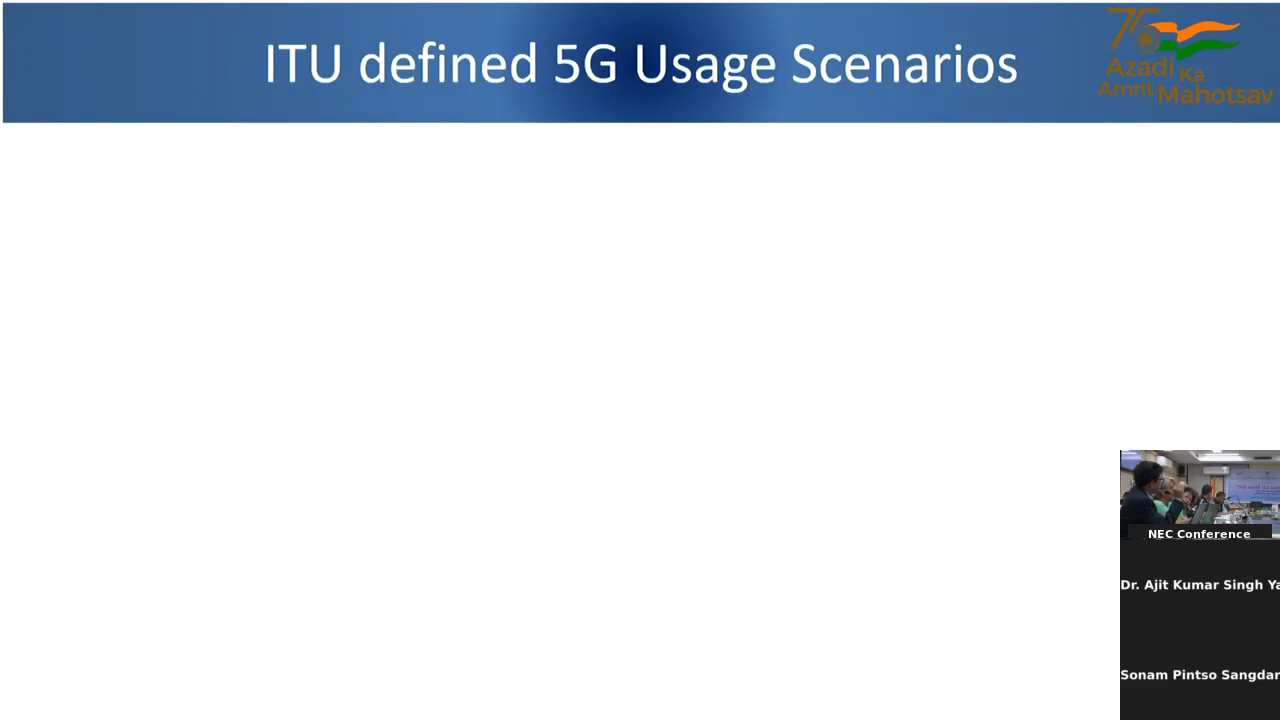 ITU defined 5G Usage Scenarios
75
Azadi Ka
Amrit Mahotsav
NEC Conference
Dr. Ajit Kumar Singh Ya
Sonam Pintso Sangdar